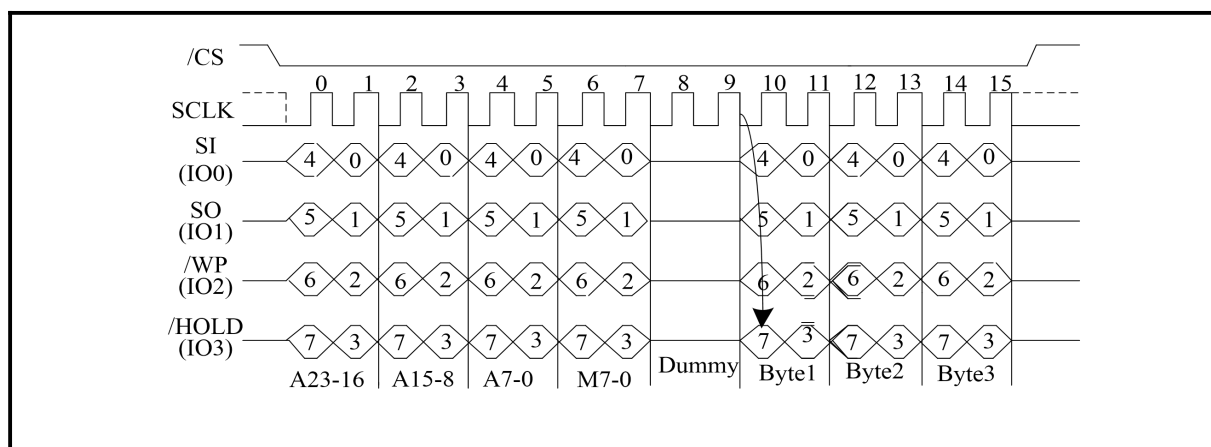 /CS
0 1 2 3 4 5 6 7 8 9 10 11 12 13 14 15
SCLK
SI
(IO0)
4 0 4 0 4 0 4 0 4 0 4 0 4 0
SO
(IO1)
5 1 5 1 5 1 5 1 5 1 5 1 5 1
/WP
(IO2)
6 2 6 2 6 2 6 2 6 2 6 2 6 2
/HOLD
(IO3)
7 3 7 3 7 3 7 3 7 3 7 3 7 3
A23-16 A15-8 A7-0 M7-0 Dummy Byte1 Byte2 Byte3